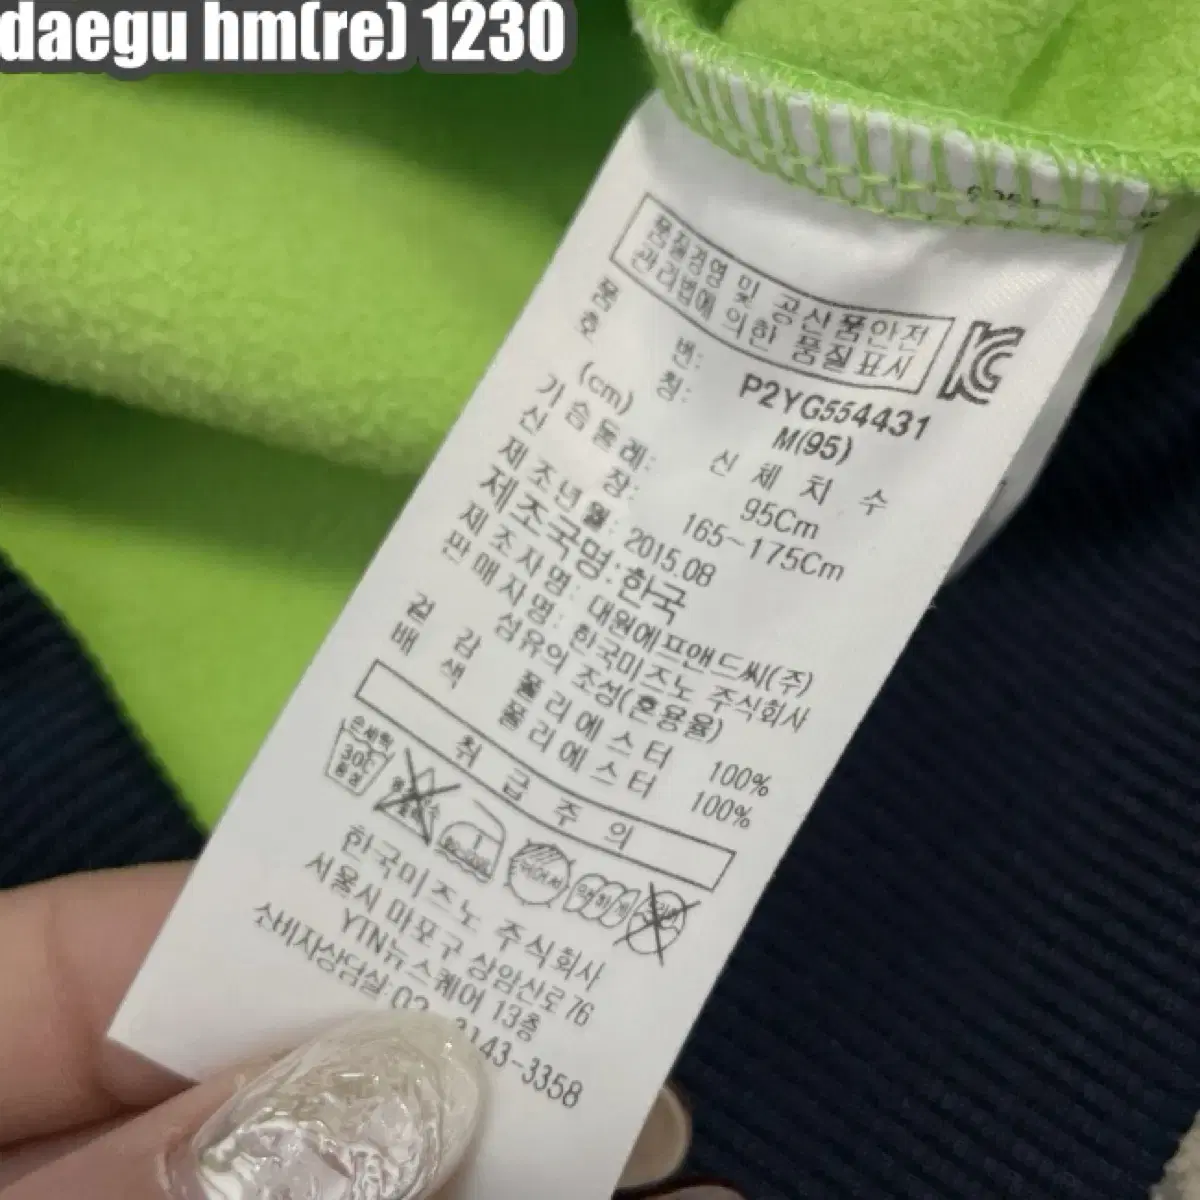 daegu hm(re) 1230
품질경영 및 공산품안전
관리법에 의한 품질표시
품 번: P2YG554431
호 칭: M(95)
(cm) 신 체 치 수
가슴둘레: 95Cm
신 장: 165~175Cm
제조년월: 2015.08
제조국명: 한국
제조자명: 대원에프앤드씨(주)
판매자명: 한국미즈노 주식회사
섬유의 조성(혼용율)
겉 감 폴리에스터 100%
배 색 폴리에스터 100%
취 급 주 의
손세탁
30℃
중성
한국미즈노 주식회사
서울시 마포구 상암산로76
YTN뉴스퀘어 13층
소비자상담실:02 3143-3358